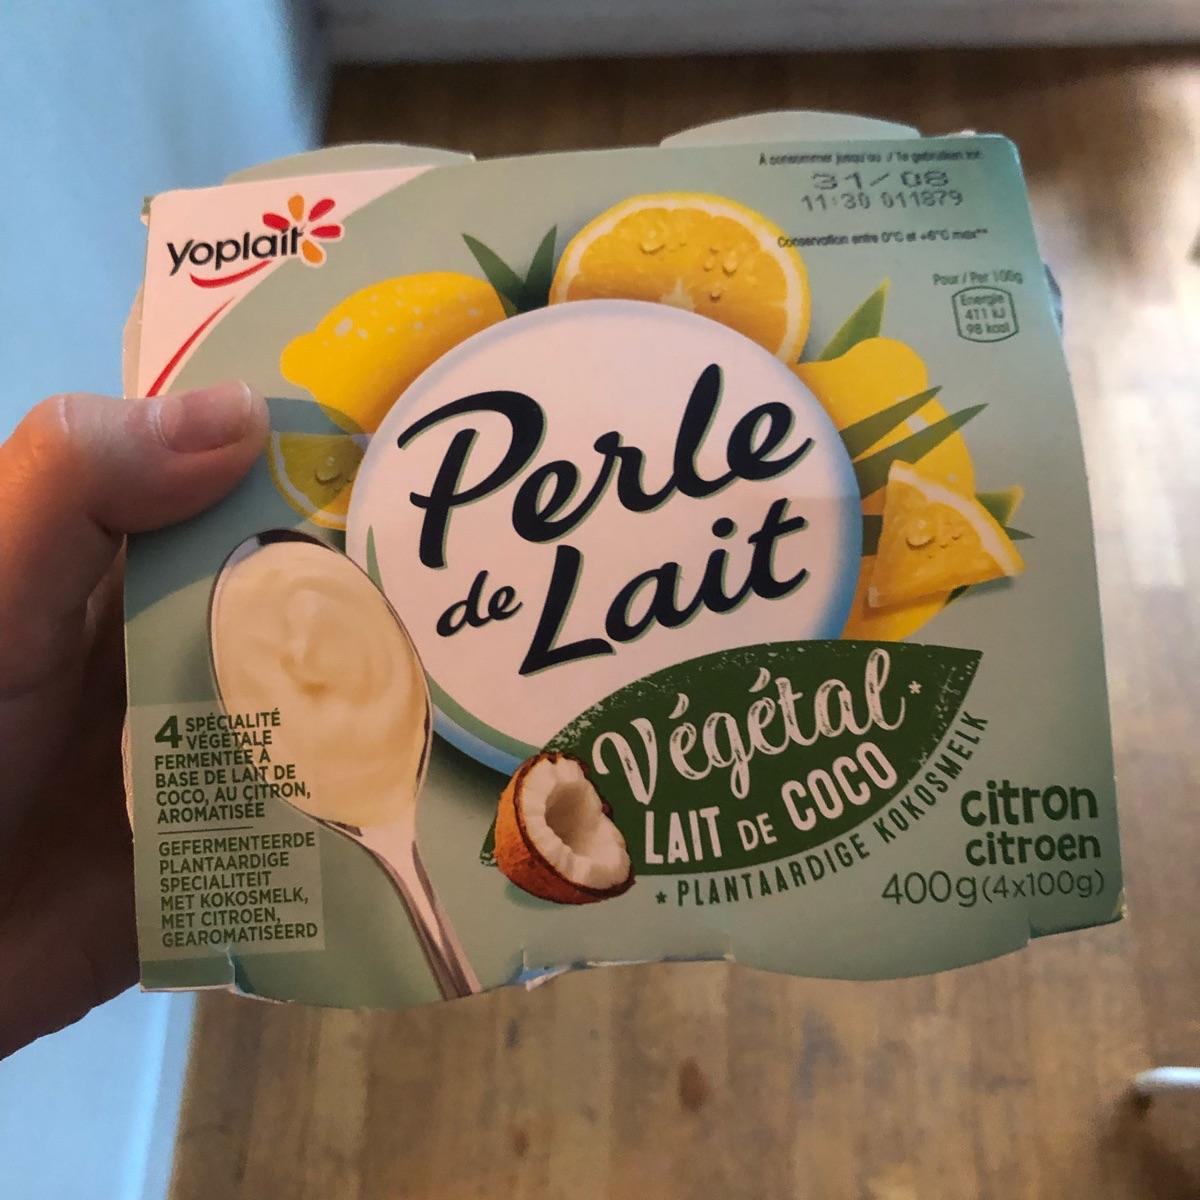 yoplait
À consommer jusqu'au / Te gebruiken tot:
31/08
11:30 011879
Conservation entre 0°C et +6°C max**
Pour / Per 100g
Energie
411 kJ
98 kcal
Perle
de Lait
Végétal*
LAIT DE COCO
* PLANTAARDIGE KOKOSMELK
citron
citroen
400g (4x100g)
4 SPÉCIALITÉ
VÉGÉTALE
FERMENTÉE À
BASE DE LAIT DE
COCO, AU CITRON,
AROMATISÉE
GEFERMENTEERDE
PLANTAARDIGE
SPECIALITEIT
MET KOKOSMELK,
MET CITROEN,
GEAROMATISEERD